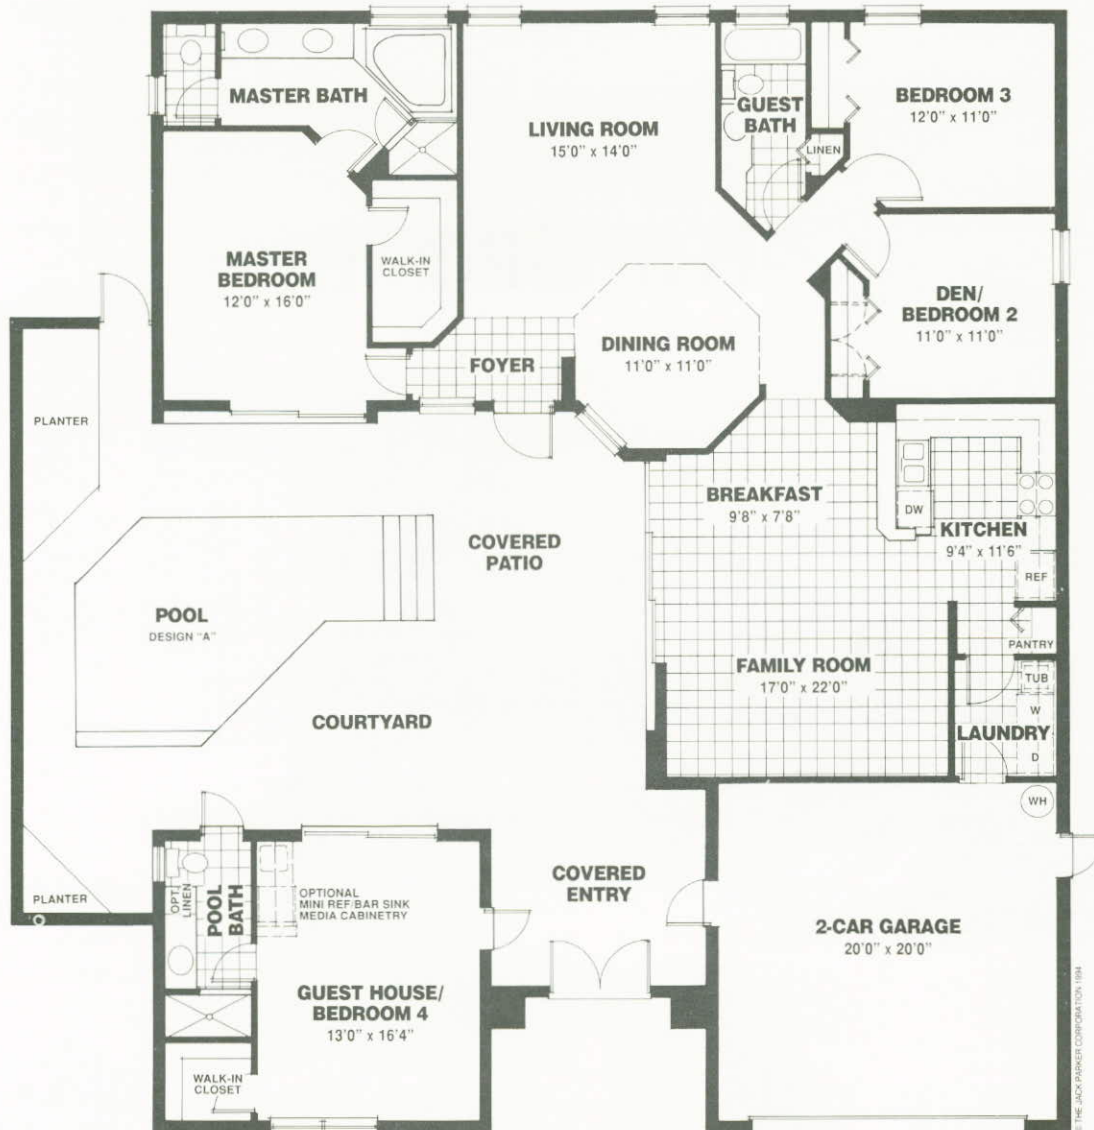 MASTER BATH
LIVING ROOM
15'0" x 14'0"
GUEST
BATH
LINEN
BEDROOM 3
12'0" x 11'0"
MASTER
BEDROOM
12'0" x 16'0"
WALK-IN
CLOSET
DEN/
BEDROOM 2
11'0" x 11'0"
FOYER
DINING ROOM
11'0" x 11'0"
PLANTER
BREAKFAST
9'8" x 7'8"
DW
KITCHEN
9'4" x 11'6"
REF
COVERED
PATIO
POOL
DESIGN "A"
PANTRY
FAMILY ROOM
17'0" x 22'0"
TUB
W
LAUNDRY
D
COURTYARD
WH
PLANTER
OPT.
LINEN
POOL
BATH
OPTIONAL
MINI REF/BAR SINK
MEDIA CABINETRY
COVERED
ENTRY
2-CAR GARAGE
20'0" x 20'0"
GUEST HOUSE/
BEDROOM 4
13'0" x 16'4"
WALK-IN
CLOSET
© THE JACK PARKER CORPORATION 1994